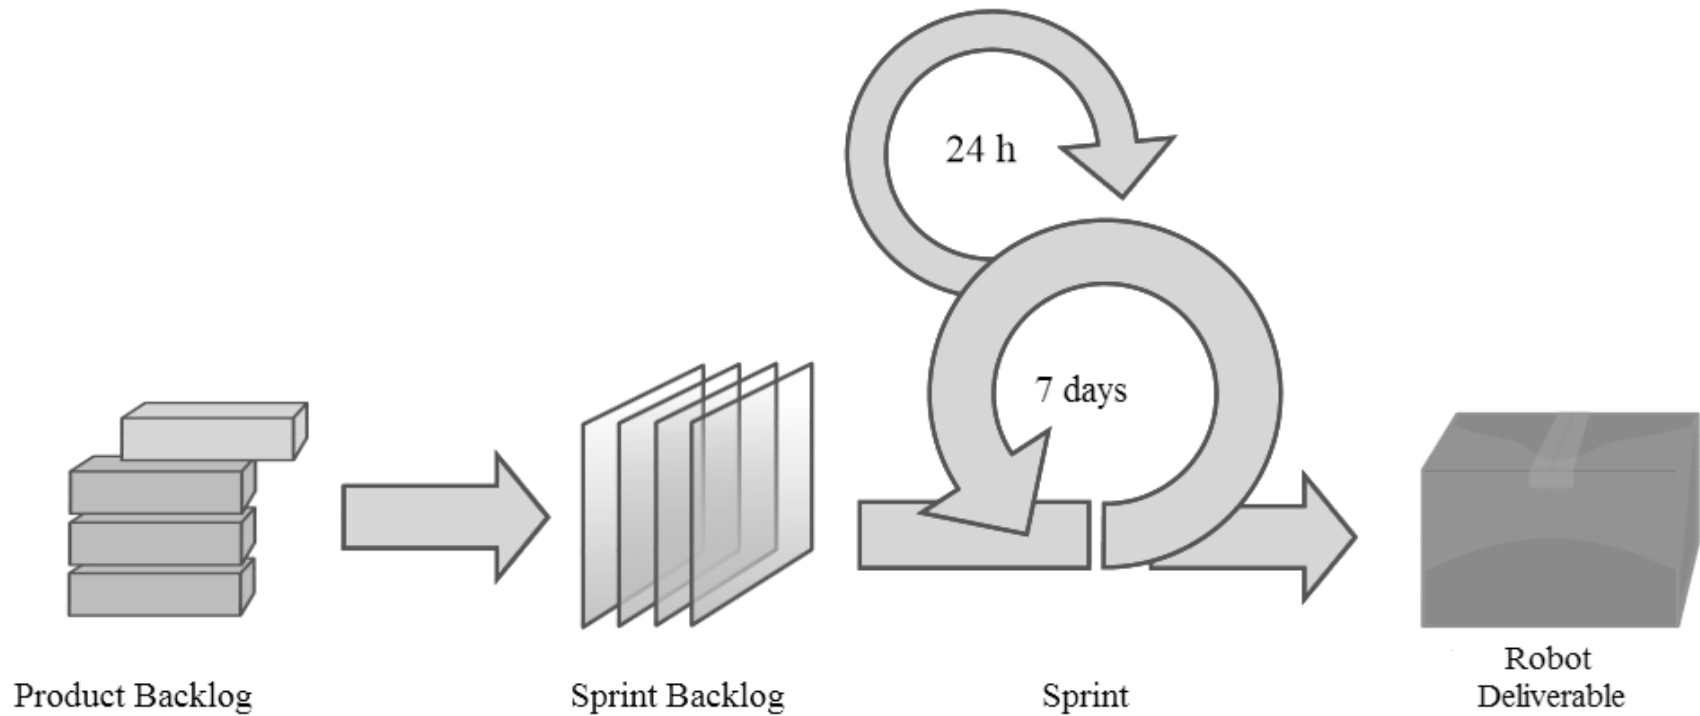 24 h
7 days
Product Backlog
Sprint Backlog
Sprint
Robot
Deliverable